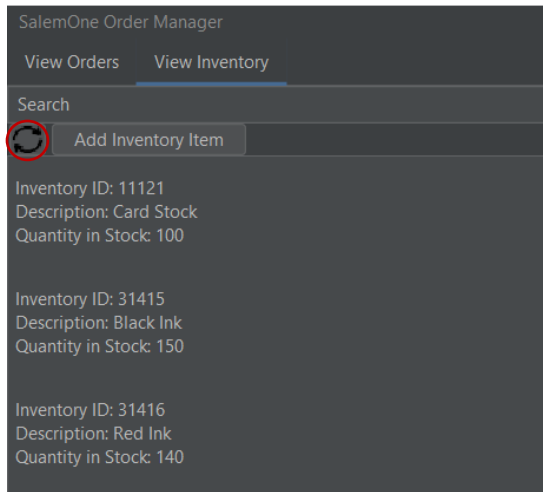 SalemOne Order Manager
View Orders View Inventory
Search
Add Inventory Item
Inventory ID: 11121
Description: Card Stock
Quantity in Stock: 100
Inventory ID: 31415
Description: Black Ink
Quantity in Stock: 150
Inventory ID: 31416
Description: Red Ink
Quantity in Stock: 140